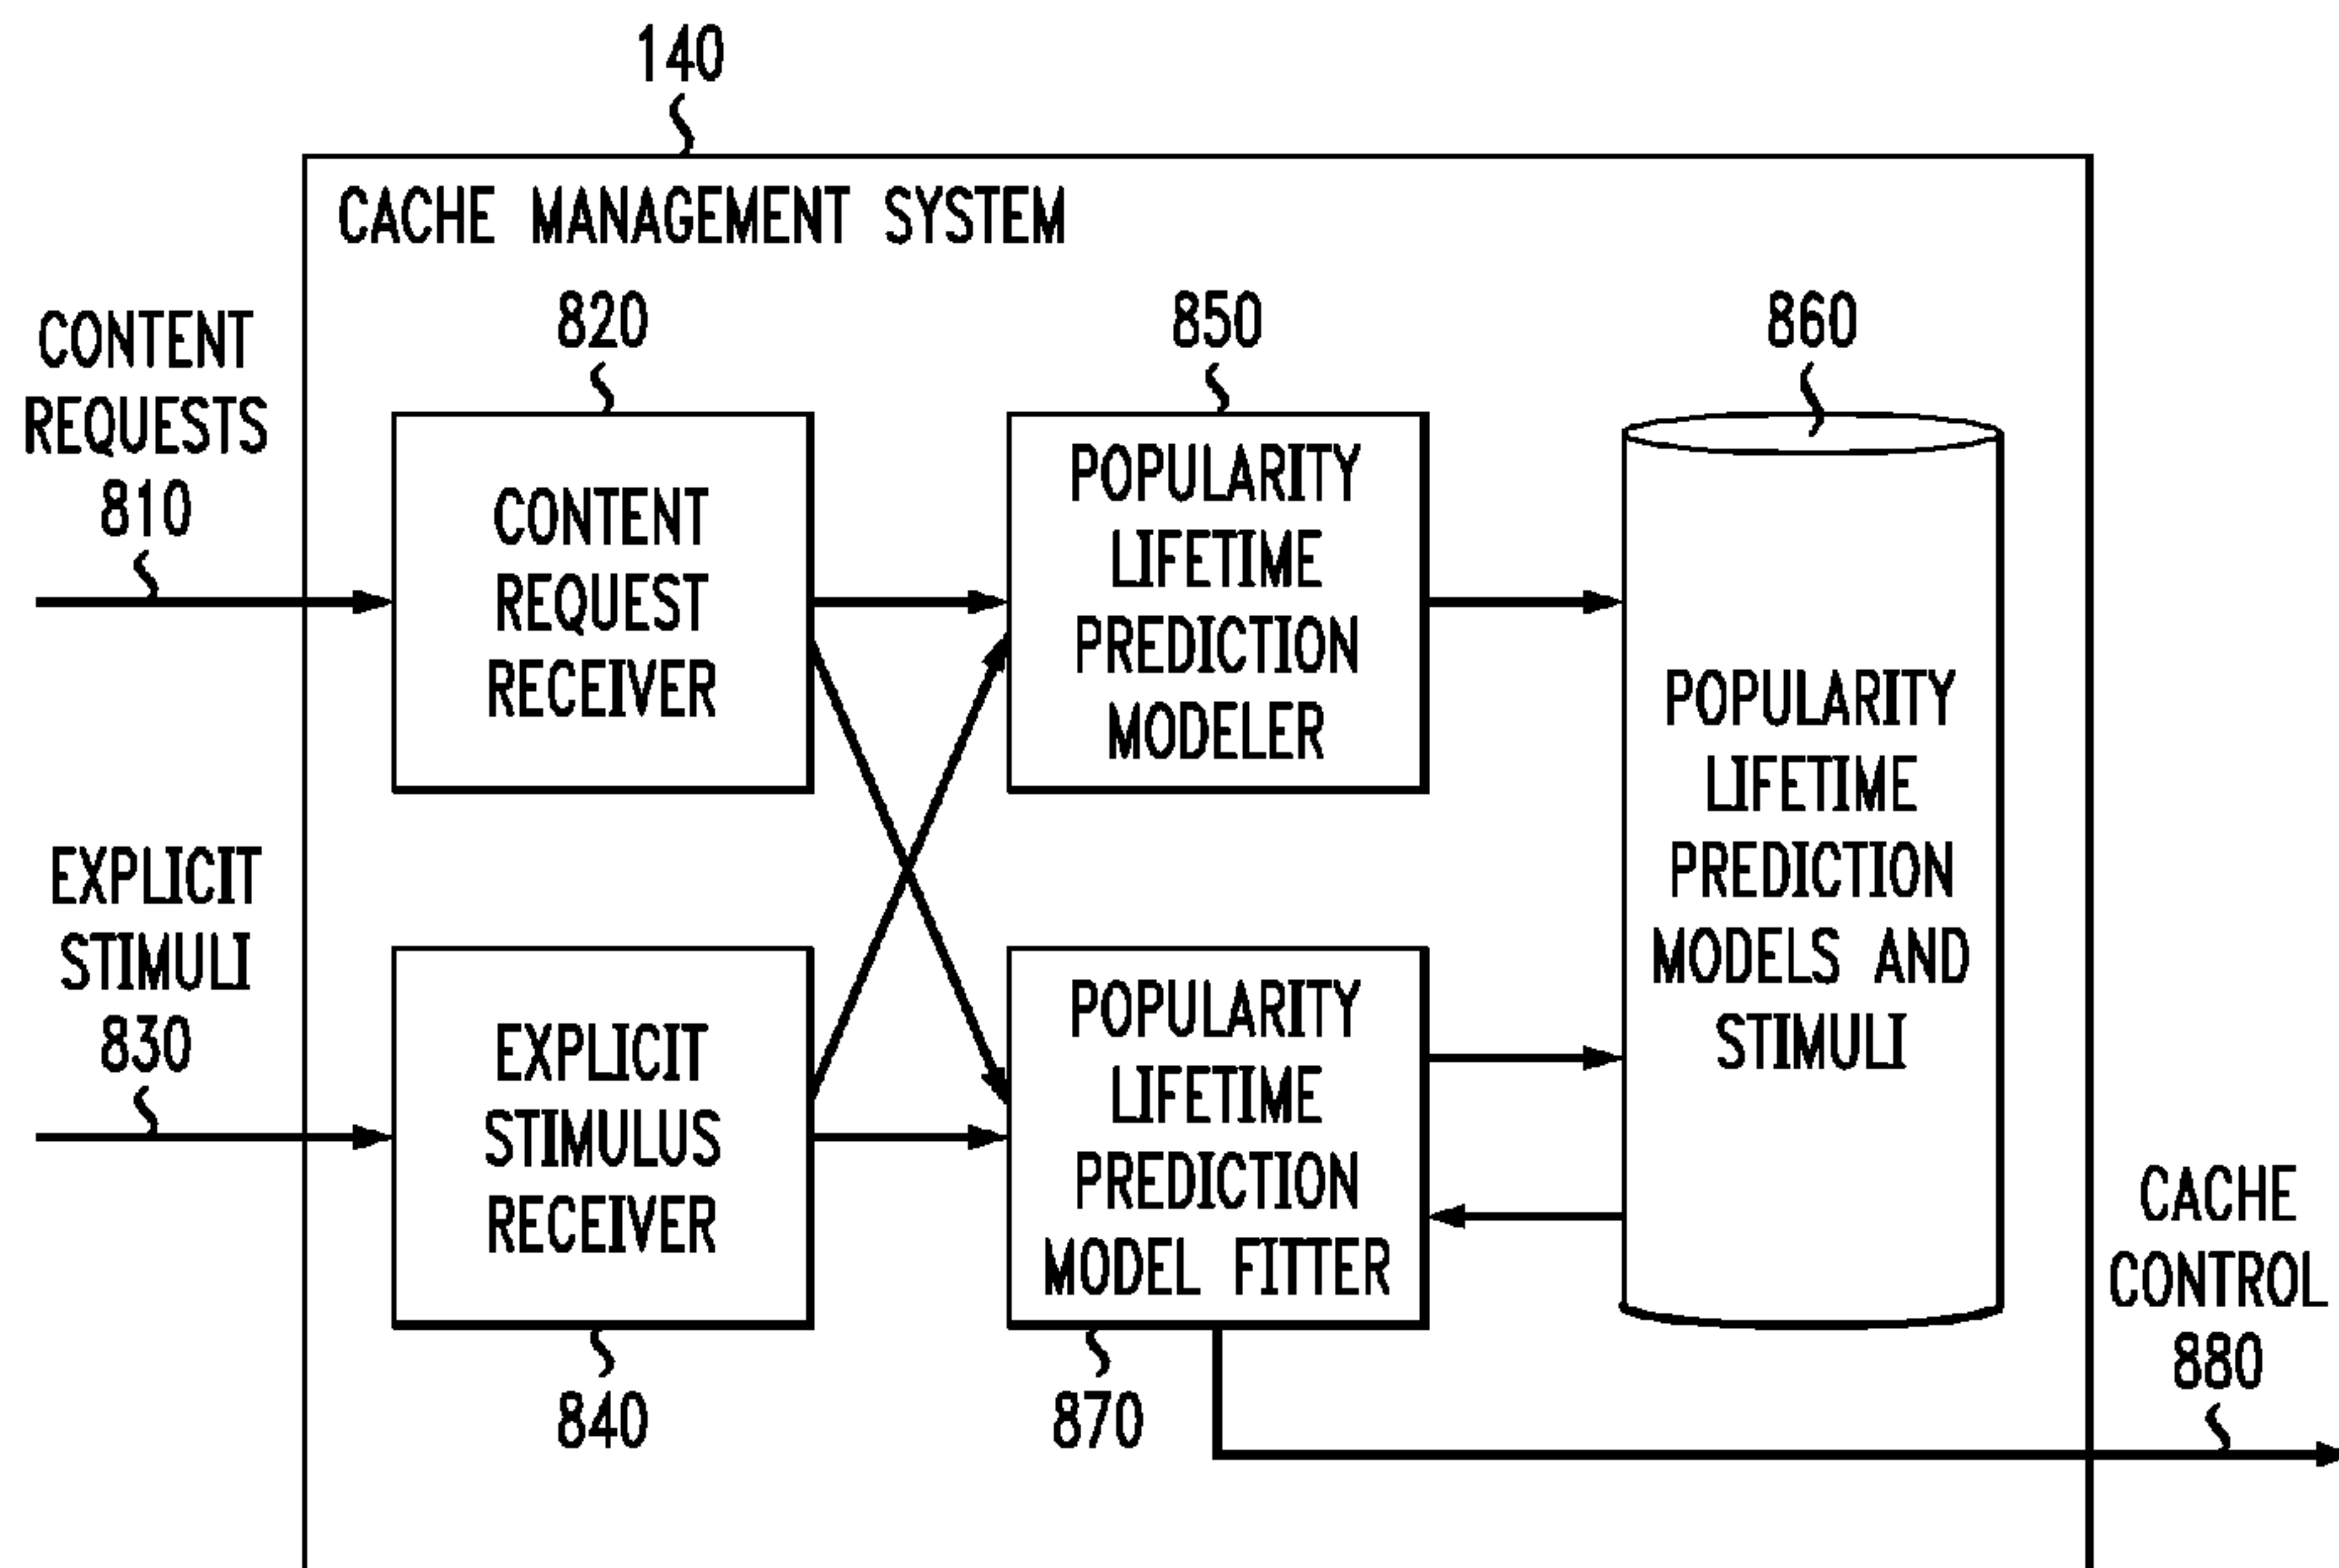 140
CACHE MANAGEMENT SYSTEM
CONTENT
REQUESTS
810
820
CONTENT
REQUEST
RECEIVER
850
POPULARITY
LIFETIME
PREDICTION
MODELER
860
POPULARITY
LIFETIME
PREDICTION
MODELS AND
STIMULI
EXPLICIT
STIMULI
830
EXPLICIT
STIMULUS
RECEIVER
840
POPULARITY
LIFETIME
PREDICTION
MODEL FITTER
870
CACHE
CONTROL
880